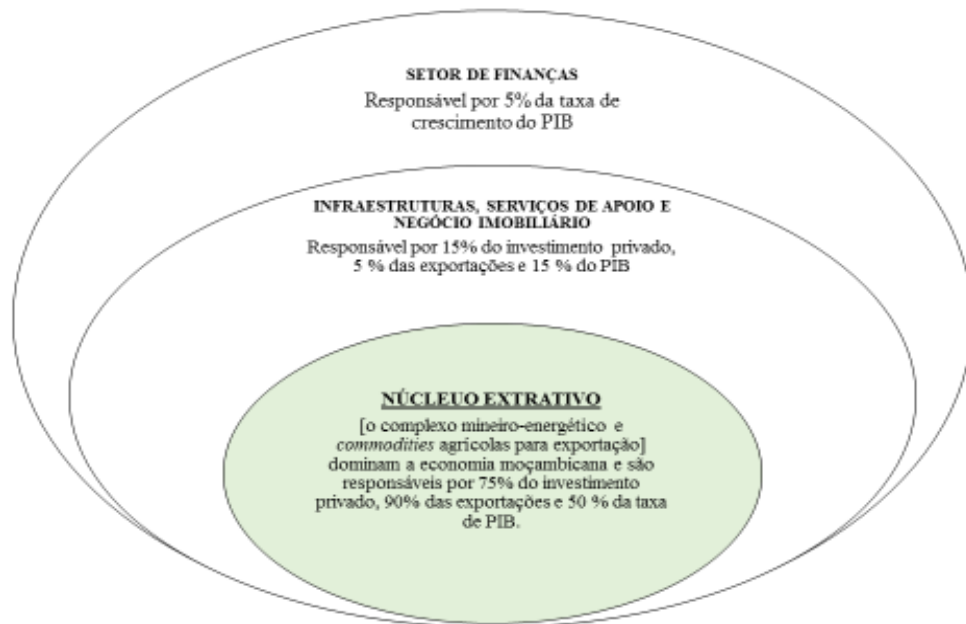 SETOR DE FINANÇAS
Responsável por 5% da taxa de
crescimento do PIB
INFRAESTRUTURAS, SERVIÇOS DE APOIO E
NEGÓCIO IMOBILIÁRIO
Responsável por 15% do investimento privado,
5 % das exportações e 15 % do PIB
NÚCLEUO EXTRATIVO
[o complexo mineiro-energético e
commodities agrícolas para exportação]
dominam a economia moçambicana e são
responsáveis por 75% do investimento
privado, 90% das exportações e 50 % da taxa
de PIB.